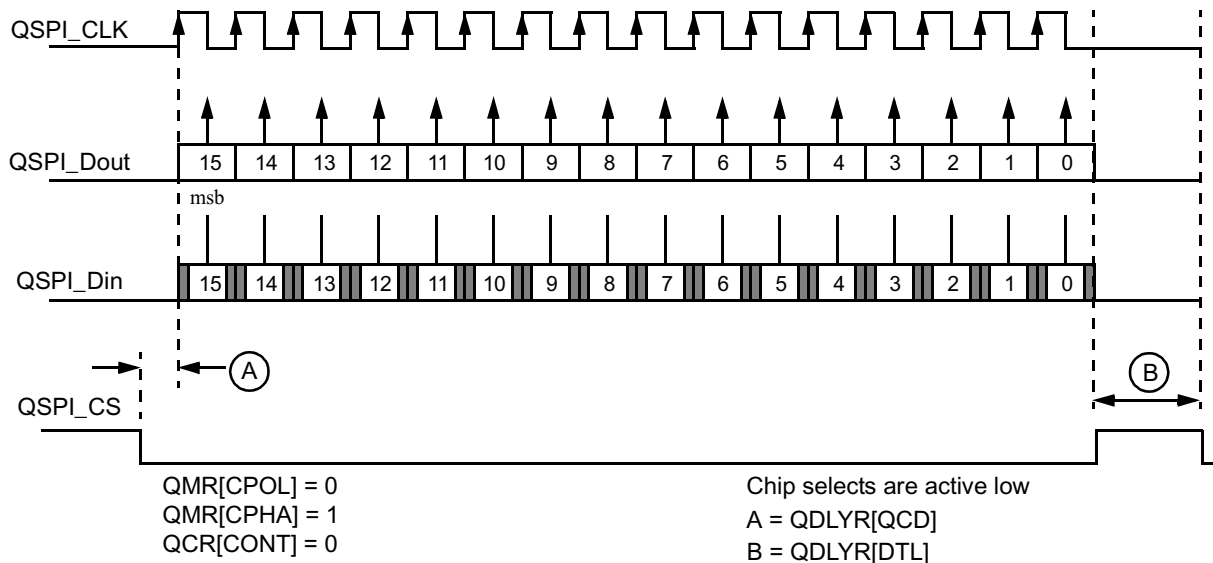 QSPI_CLK
QSPI_Dout
15 14 13 12 11 10 9 8 7 6 5 4 3 2 1 0
msb
QSPI_Din
15 14 13 12 11 10 9 8 7 6 5 4 3 2 1 0
A
B
QSPI_CS
QMR[CPOL] = 0
QMR[CPHA] = 1
QCR[CONT] = 0
Chip selects are active low
A = QDLYR[QCD]
B = QDLYR[DTL]